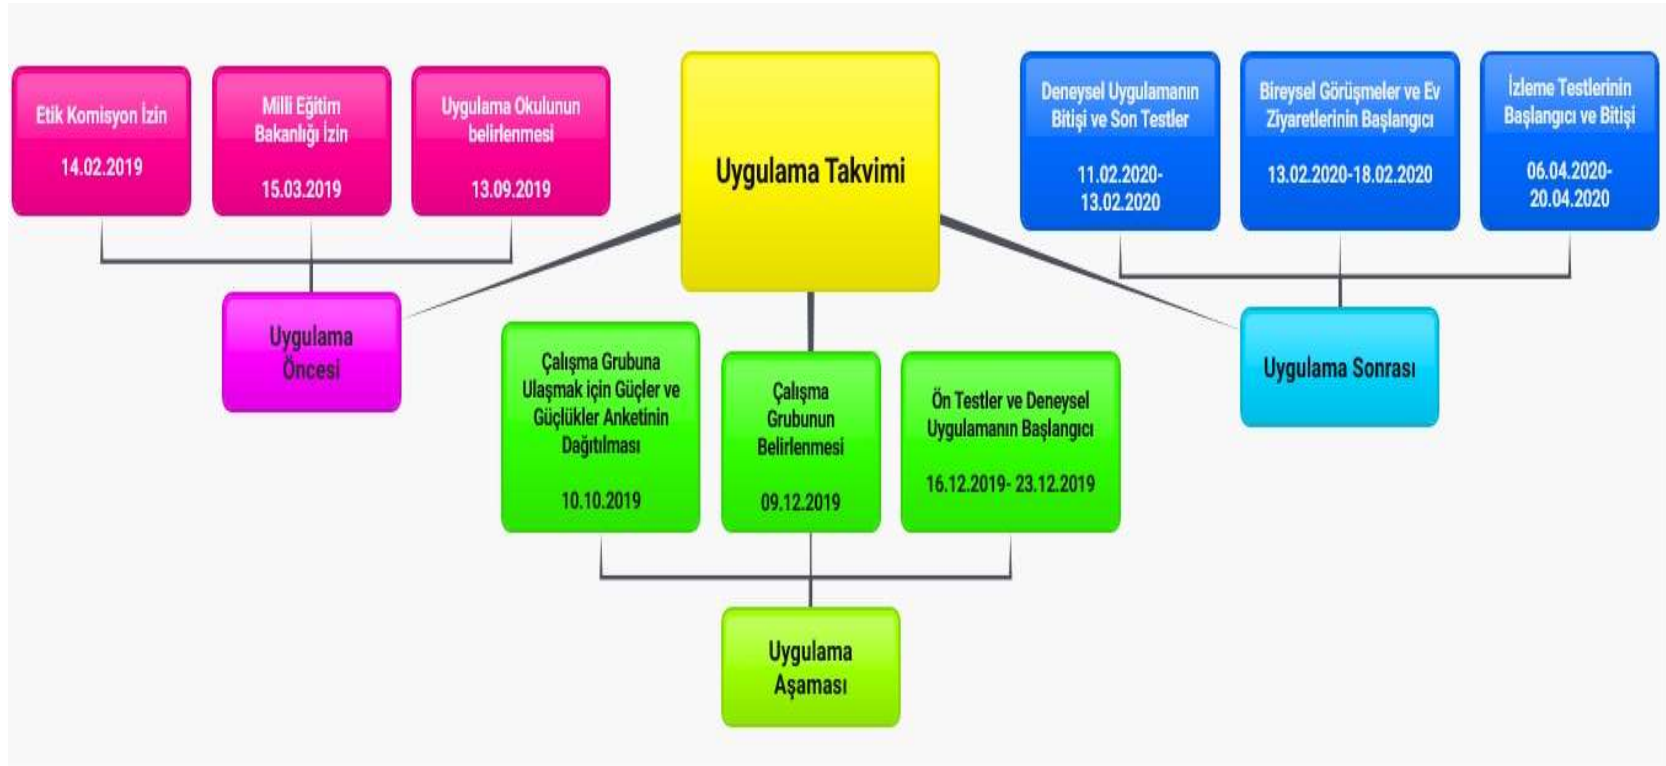 Etik Komisyon İzin
14.02.2019
Milli Eğitim
Bakanlığı İzin
15.03.2019
Uygulama Okulunun
belirlenmesi
13.09.2019
Uygulama
Öncesi
Uygulama Takvimi
Çalışma Grubuna
Ulaşmak için Güçler ve
Güçlükler Anketinin
Dağıtılması
10.10.2019
Çalışma
Grubunun
Belirlenmesi
09.12.2019
Ön Testler ve Deneysel
Uygulamanın Başlangıcı
16.12.2019- 23.12.2019
Uygulama
Aşaması
Deneysel Uygulamanın
Bitişi ve Son Testler
11.02.2020-
13.02.2020
Bireysel Görüşmeler ve Ev
Ziyaretlerinin Başlangıcı
13.02.2020-18.02.2020
İzleme Testlerinin
Başlangıcı ve Bitişi
06.04.2020-
20.04.2020
Uygulama Sonrası